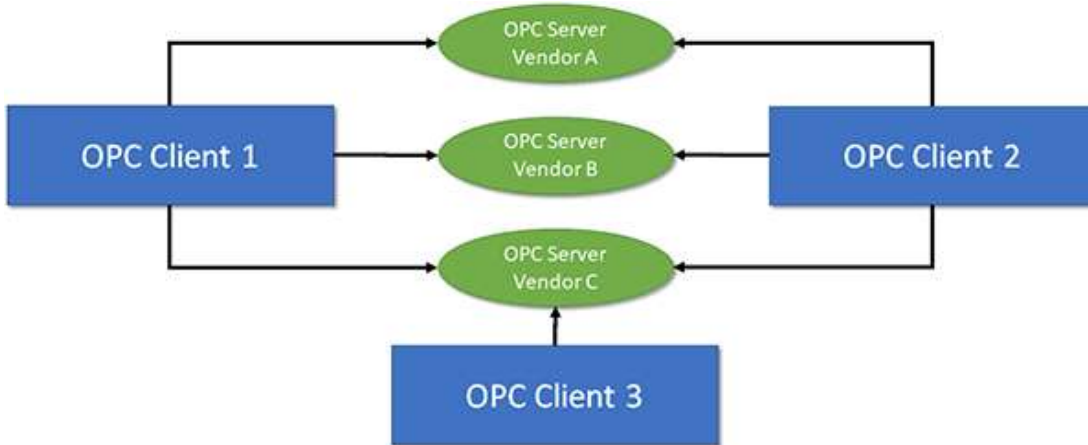 OPC Server
Vendor A
OPC Client 1
OPC Server
Vendor B
OPC Client 2
OPC Server
Vendor C
OPC Client 3